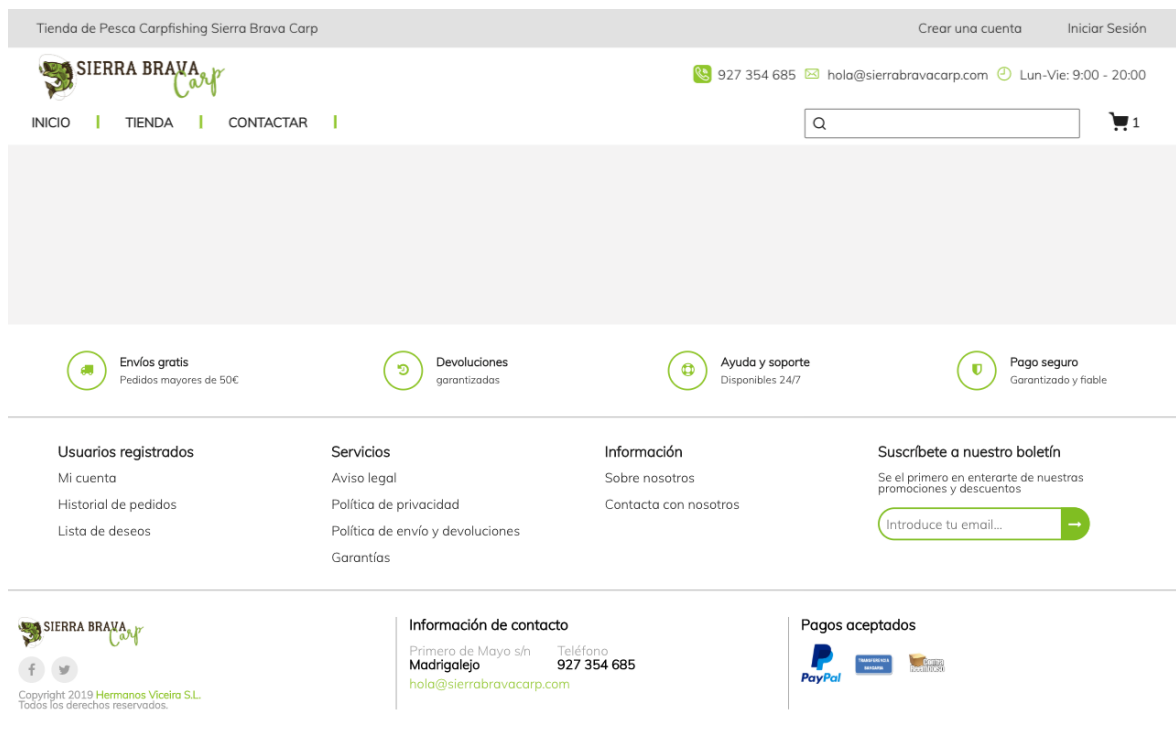 Tienda de Pesca Carpfishing Sierra Brava Carp
Crear una cuenta
Iniciar Sesión
SIERRA BRAVA
Carp
927 354 685
hola@sierrabravacarp.com
Lun-Vie: 9:00 - 20:00
INICIO
TIENDA
CONTACTAR
1
Envíos gratis
Pedidos mayores de 50€
Devoluciones
garantizadas
Ayuda y soporte
Disponibles 24/7
Pago seguro
Garantizado y fiable
Usuarios registrados
Mi cuenta
Historial de pedidos
Lista de deseos
Servicios
Aviso legal
Política de privacidad
Política de envío y devoluciones
Garantías
Información
Sobre nosotros
Contacta con nosotros
Suscríbete a nuestro boletín
Se el primero en enterarte de nuestras
promociones y descuentos
Introduce tu email...
SIERRA BRAVA
Carp
Copyright 2019 Hermanos Viceira S.L.
Todos los derechos reservados.
Información de contacto
Primero de Mayo s/n
Madrigalejo
Teléfono
927 354 685
hola@sierrabravacarp.com
Pagos aceptados
PayPal
TRANSFERENCIA
BANCARIA